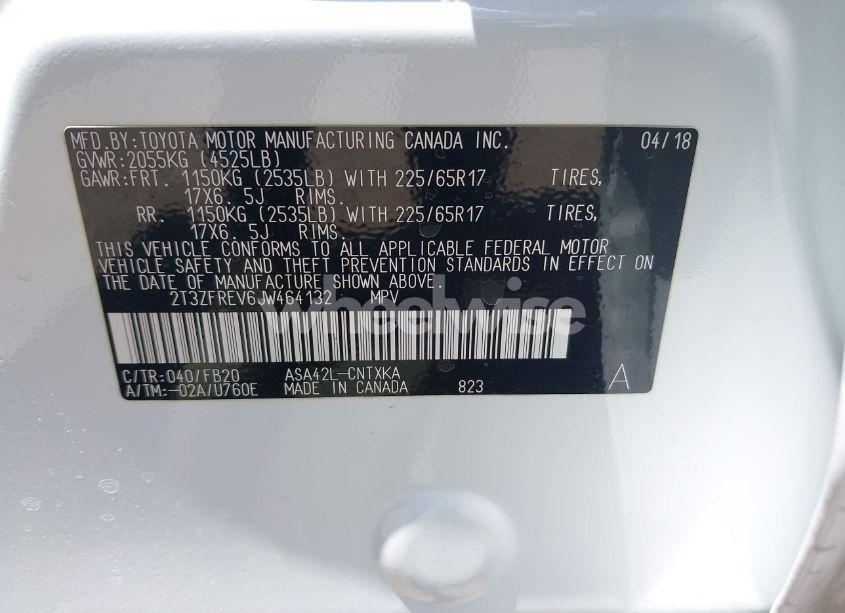 MFD.BY:TOYOTA MOTOR MANUFACTURING CANADA INC. 04/18
GVWR:2055KG (4525LB)
GAWR:FRT. 1150KG (2535LB) WITH 225/65R17 TIRES,
17X6. 5J RIMS.
RR. 1150KG (2535LB) WITH 225/65R17 TIRES,
17X6. 5J RIMS.
THIS VEHICLE CONFORMS TO ALL APPLICABLE FEDERAL MOTOR
VEHICLE SAFETY AND THEFT PREVENTION STANDARDS IN EFFECT ON
THE DATE OF MANUFACTURE SHOWN ABOVE.
2T3ZFREV6JW464132 MPV
wheelwise
C/TR:040/FB20 ASA42L-CNTXKA
A/TM:-02A/U760E MADE IN CANADA 823 A